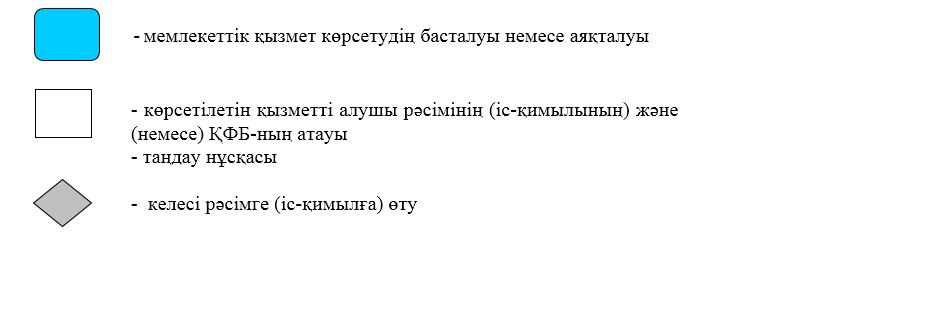 - мемлекеттік қызмет көрсетудің басталуы немесе аяқталуы
- көрсетілетін қызметті алушы рәсімінің (іс-қимылының) және
(немесе) ҚФБ-ның атауы
- таңдау нұсқасы
- келесі рәсімге (іс-қимылға) өту